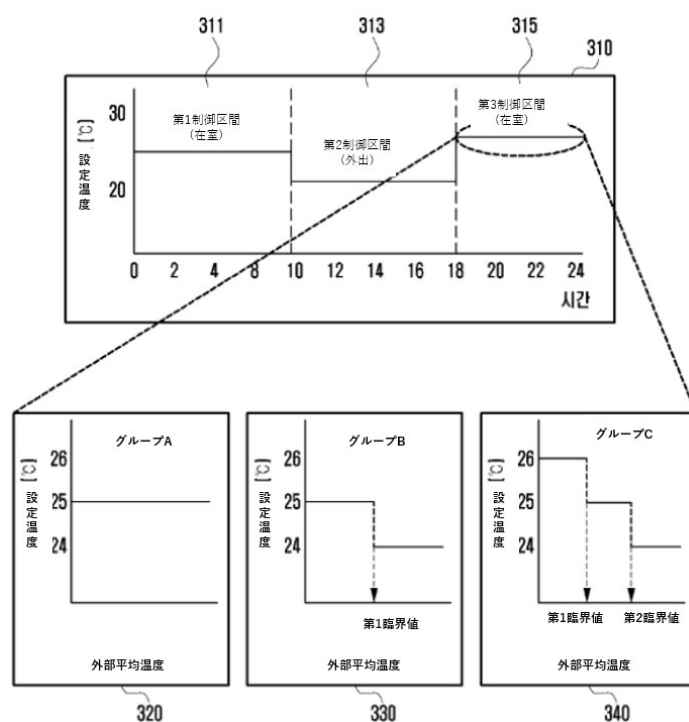 311
313
315
310
第1制御区間
(在室)
第2制御区間
(外出)
第3制御区間
(在室)
[℃]
設定温度
30
20
0 2 4 6 8 10 12 14 16 18 20 22 24
시간
グループA
[℃]
設定温度
26
25
24
外部平均温度
320
グループB
[℃]
設定温度
26
25
24
第1臨界値
外部平均温度
330
グループC
[℃]
設定温度
26
25
24
第1臨界値 第2臨界値
外部平均温度
340